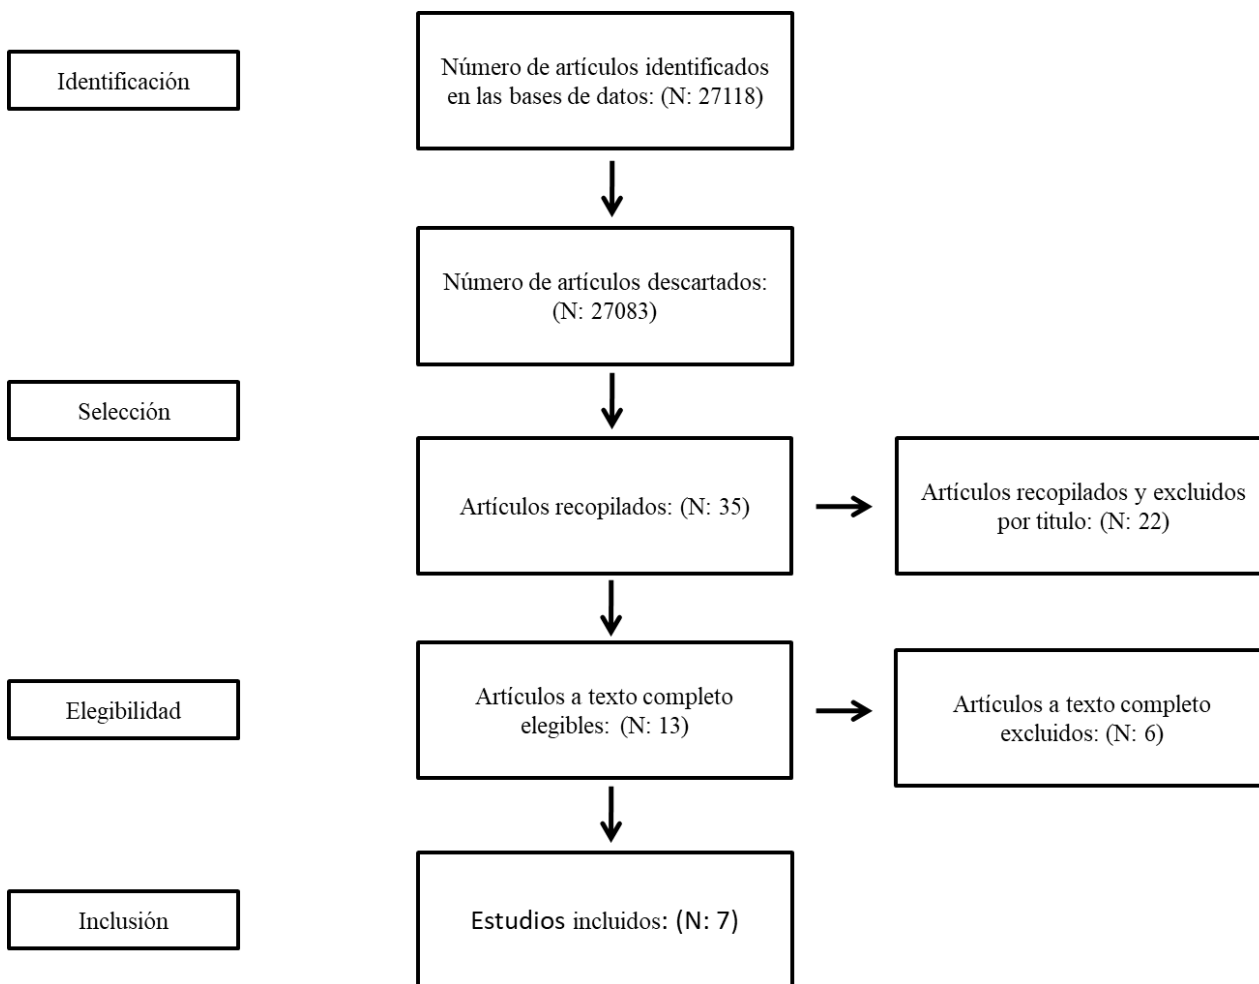 Identificación
Número de artículos identificados
en las bases de datos: (N: 27118)
Número de artículos descartados:
(N: 27083)
Selección
Artículos recopilados: (N: 35)
Artículos recopilados y excluidos
por titulo: (N: 22)
Elegibilidad
Artículos a texto completo
elegibles: (N: 13)
Artículos a texto completo
excluidos: (N: 6)
Inclusión
Estudios incluidos: (N: 7)